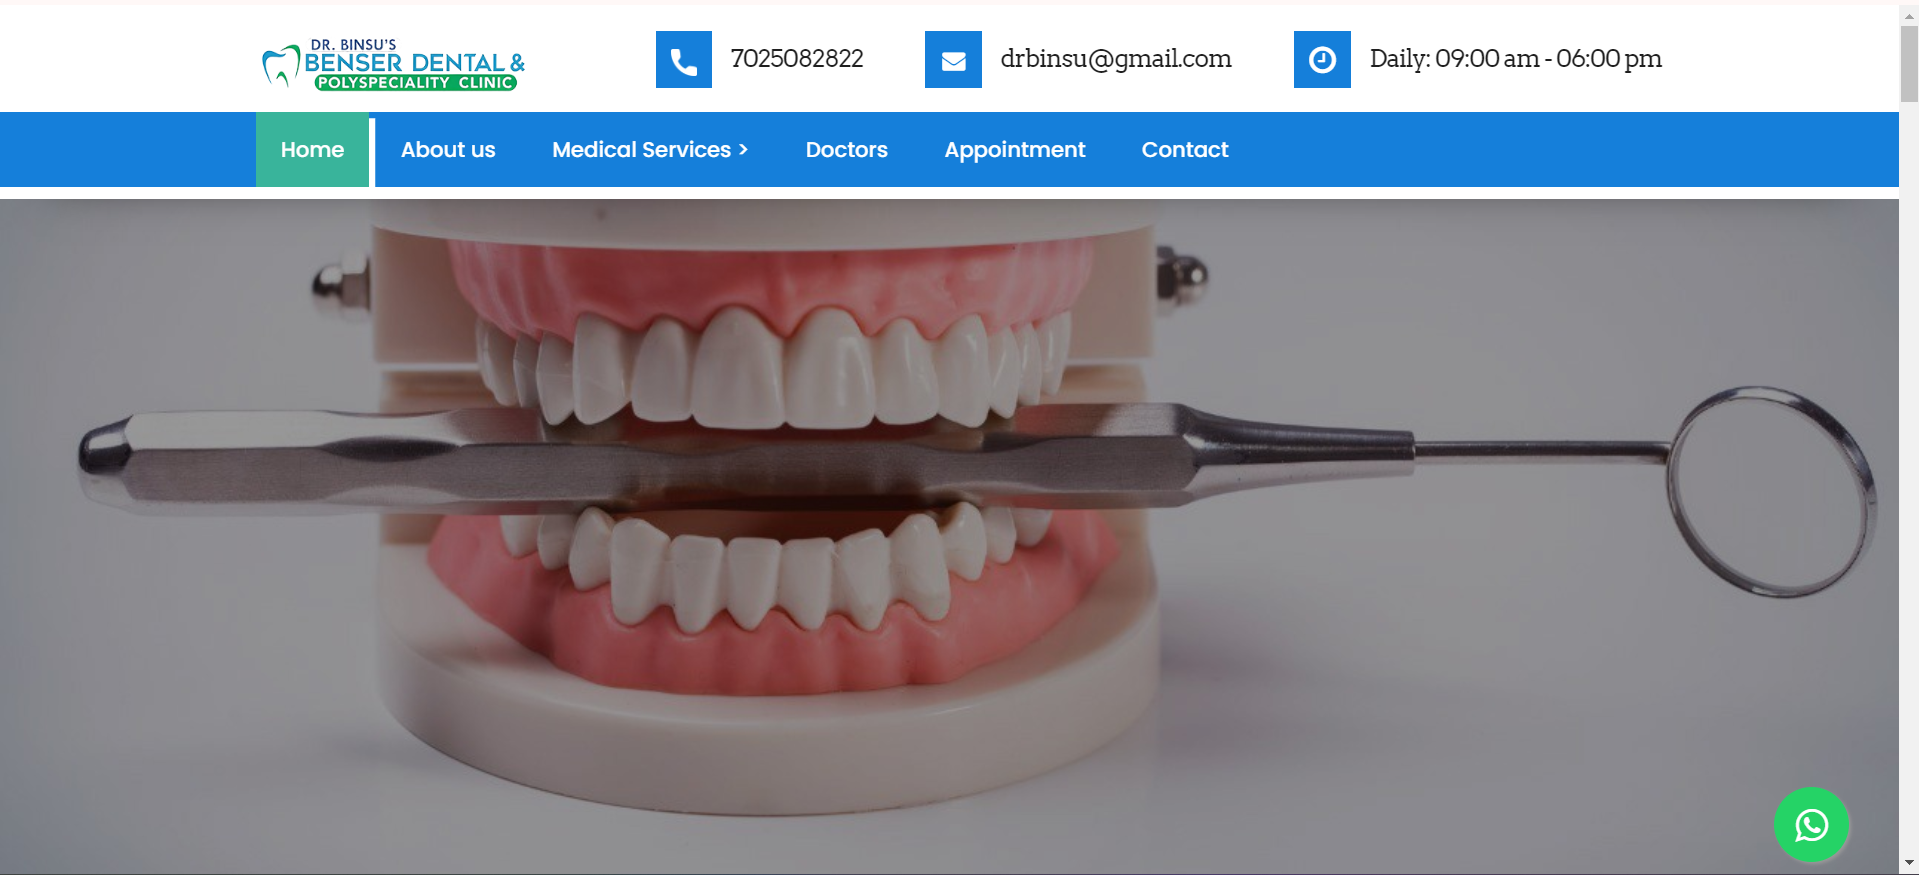 DR. BINSU'S
BENSER DENTAL &
POLYSPECIALITY CLINIC
7025082822
drbinsu@gmail.com
Daily: 09:00 am - 06:00 pm
Home
About us
Medical Services >
Doctors
Appointment
Contact